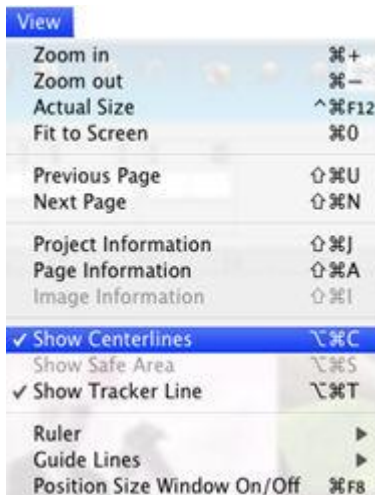 View
Zoom in ⌘+
Zoom out ⌘−
Actual Size ^⌘F12
Fit to Screen ⌘0
Previous Page ⇧⌘U
Next Page ⇧⌘N
Project Information ⇧⌘J
Page Information ⇧⌘A
Image Information ⇧⌘I
✓ Show Centerlines ⌥⌘C
Show Safe Area ⌥⌘S
✓ Show Tracker Line ⌥⌘T
Ruler ▶
Guide Lines ▶
Position Size Window On/Off ⌘F8